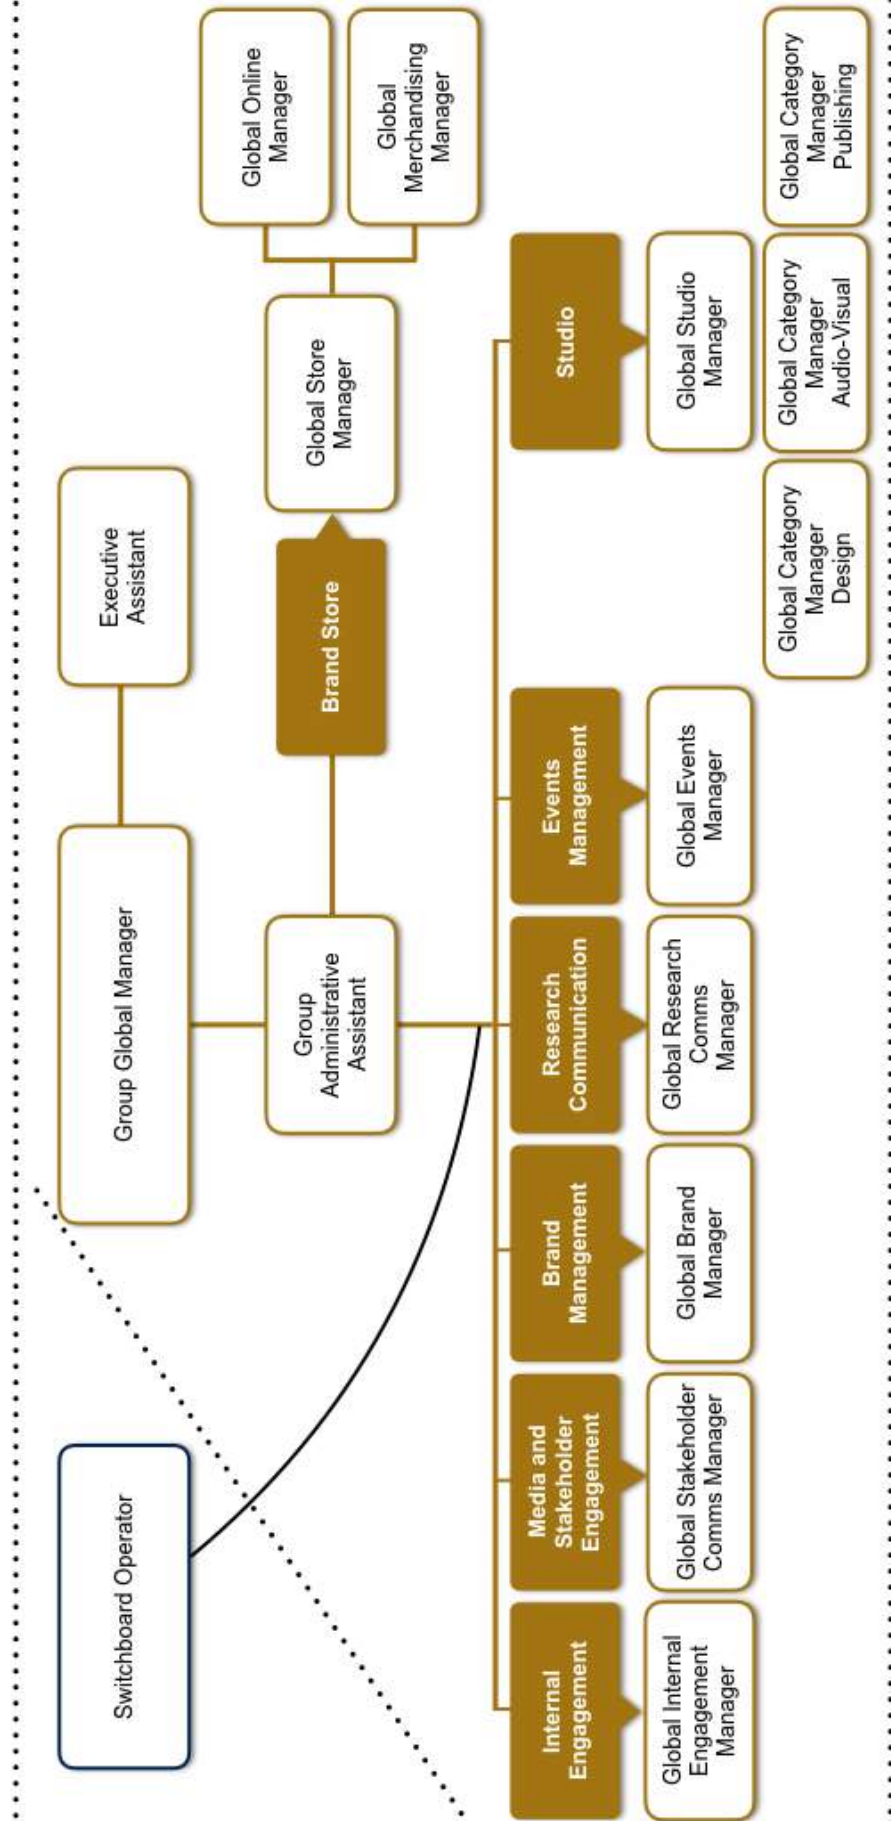 Switchboard Operator
Group Global Manager
Executive
Assistant
Group
Administrative
Assistant
Brand Store
Global Store
Manager
Global Online
Manager
Global
Merchandising
Manager
Internal
Engagement
Media and
Stakeholder
Engagement
Brand
Management
Research
Communication
Events
Management
Studio
Global Internal
Engagement
Manager
Global Stakeholder
Comms Manager
Global Brand
Manager
Global Research
Comms
Manager
Global Events
Manager
Global Studio
Manager
Global Category
Manager
Design
Global Category
Manager
Audio-Visual
Global Category
Manager
Publishing